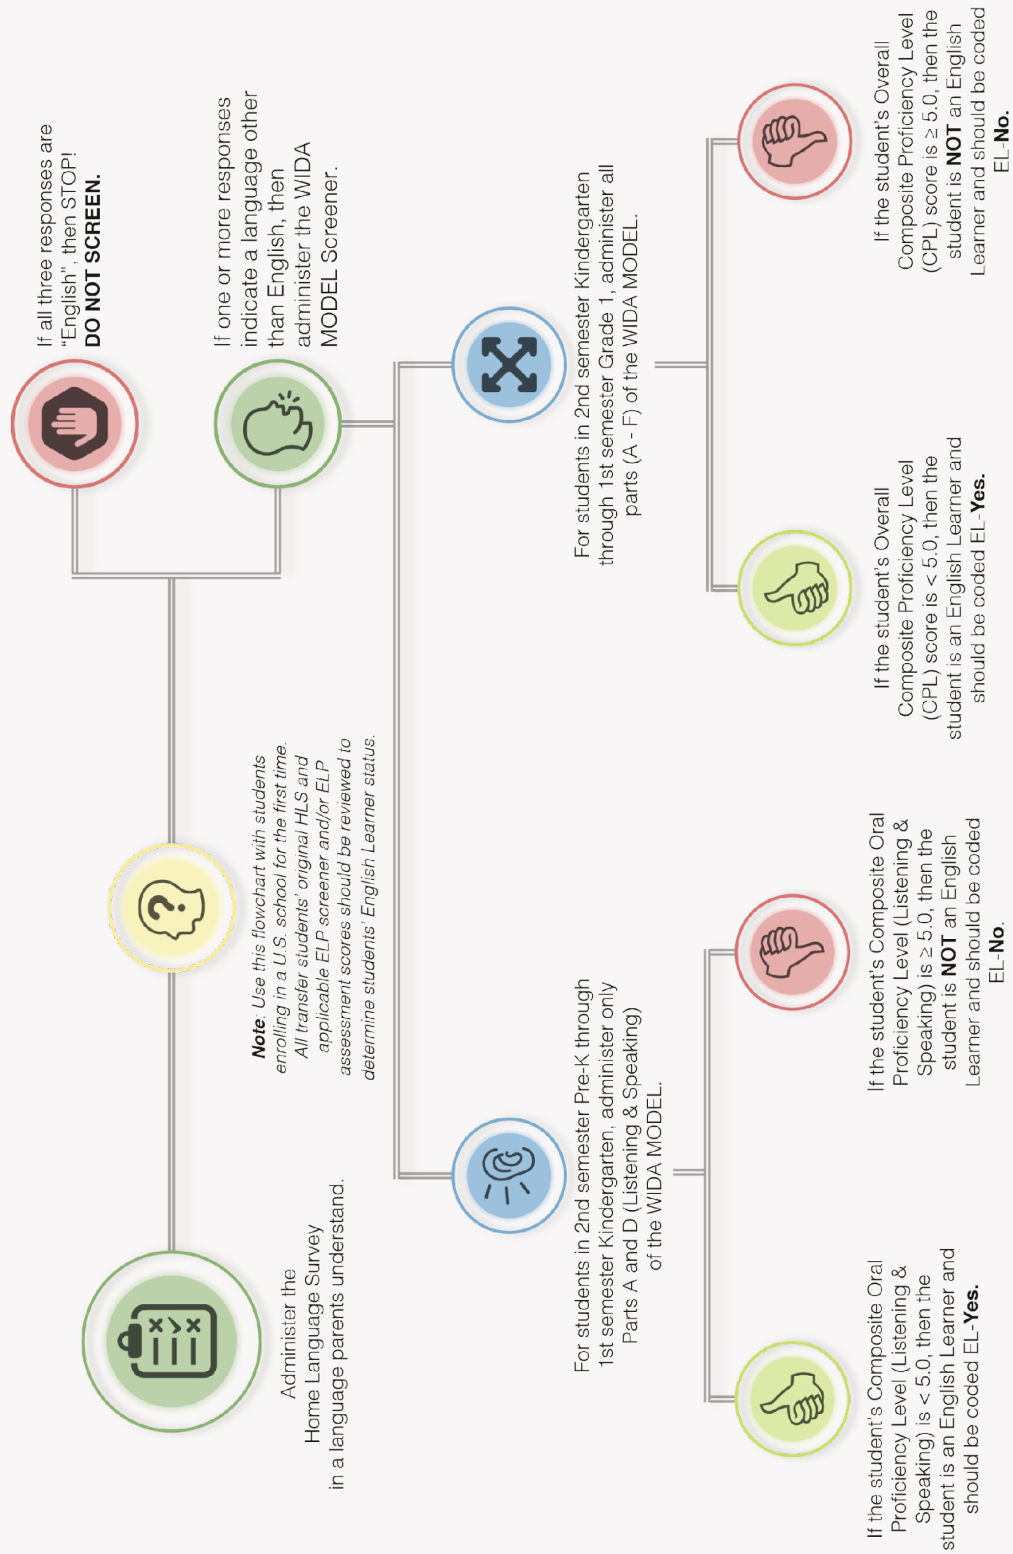 Administer the
Home Language Survey
in a language parents understand.
If all three responses are
“English”, then STOP!
DO NOT SCREEN.
If one or more responses
indicate a language other
than English, then
administer the WIDA
MODEL Screener.
Note: Use this flowchart with students
enrolling in a U.S. school for the first time.
All transfer students' original HLS and
applicable ELP screener and/or ELP
assessment scores should be reviewed to
determine students' English Learner status.
For students in 2nd semester Pre-K through
1st semester Kindergarten, administer only
Parts A and D (Listening & Speaking)
of the WIDA MODEL.
For students in 2nd semester Kindergarten
through 1st semester Grade 1, administer all
parts (A - F) of the WIDA MODEL.
If the student's Composite Oral
Proficiency Level (Listening &
Speaking) is < 5.0, then the
student is an English Learner and
should be coded EL-Yes.
If the student's Composite Oral
Proficiency Level (Listening &
Speaking) is ≥ 5.0, then the
student is NOT an English
Learner and should be coded
EL-No.
If the student's Overall
Composite Proficiency Level
(CPL) score is < 5.0, then the
student is an English Learner and
should be coded EL-Yes.
If the student's Overall
Composite Proficiency Level
(CPL) score is ≥ 5.0, then the
student is NOT an English
Learner and should be coded
EL-No.